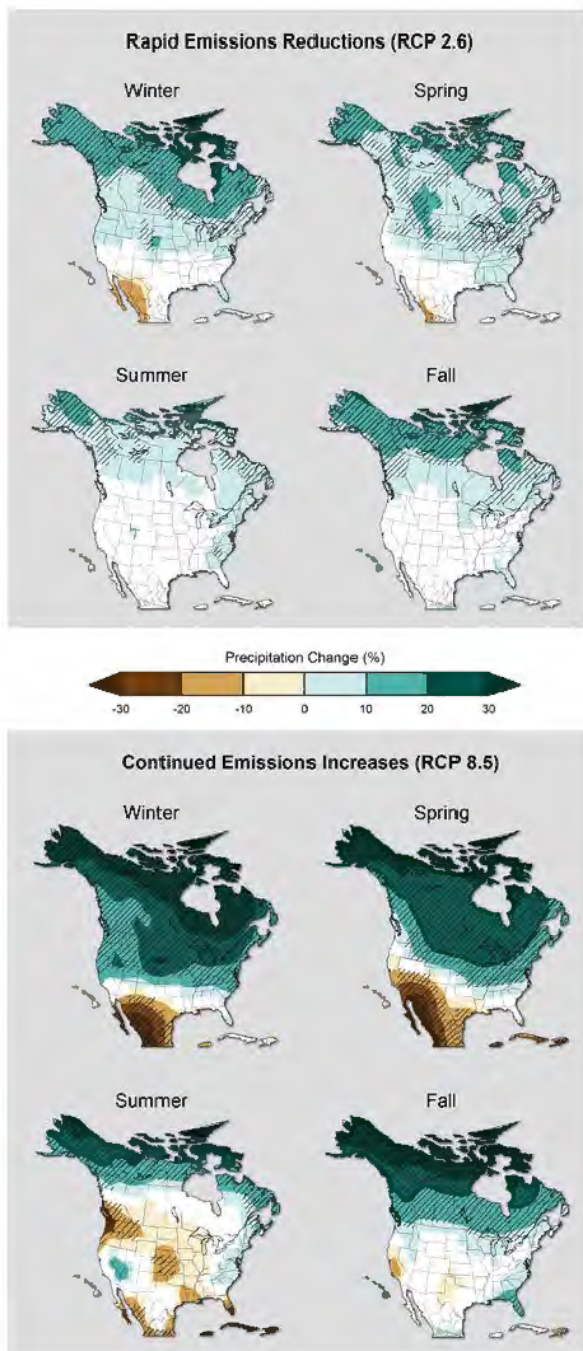 Rapid Emissions Reductions (RCP 2.6)
Winter
Spring
Summer
Fall
Precipitation Change (%)
-30 -20 -10 0 10 20 30
Continued Emissions Increases (RCP 8.5)
Winter
Spring
Summer
Fall